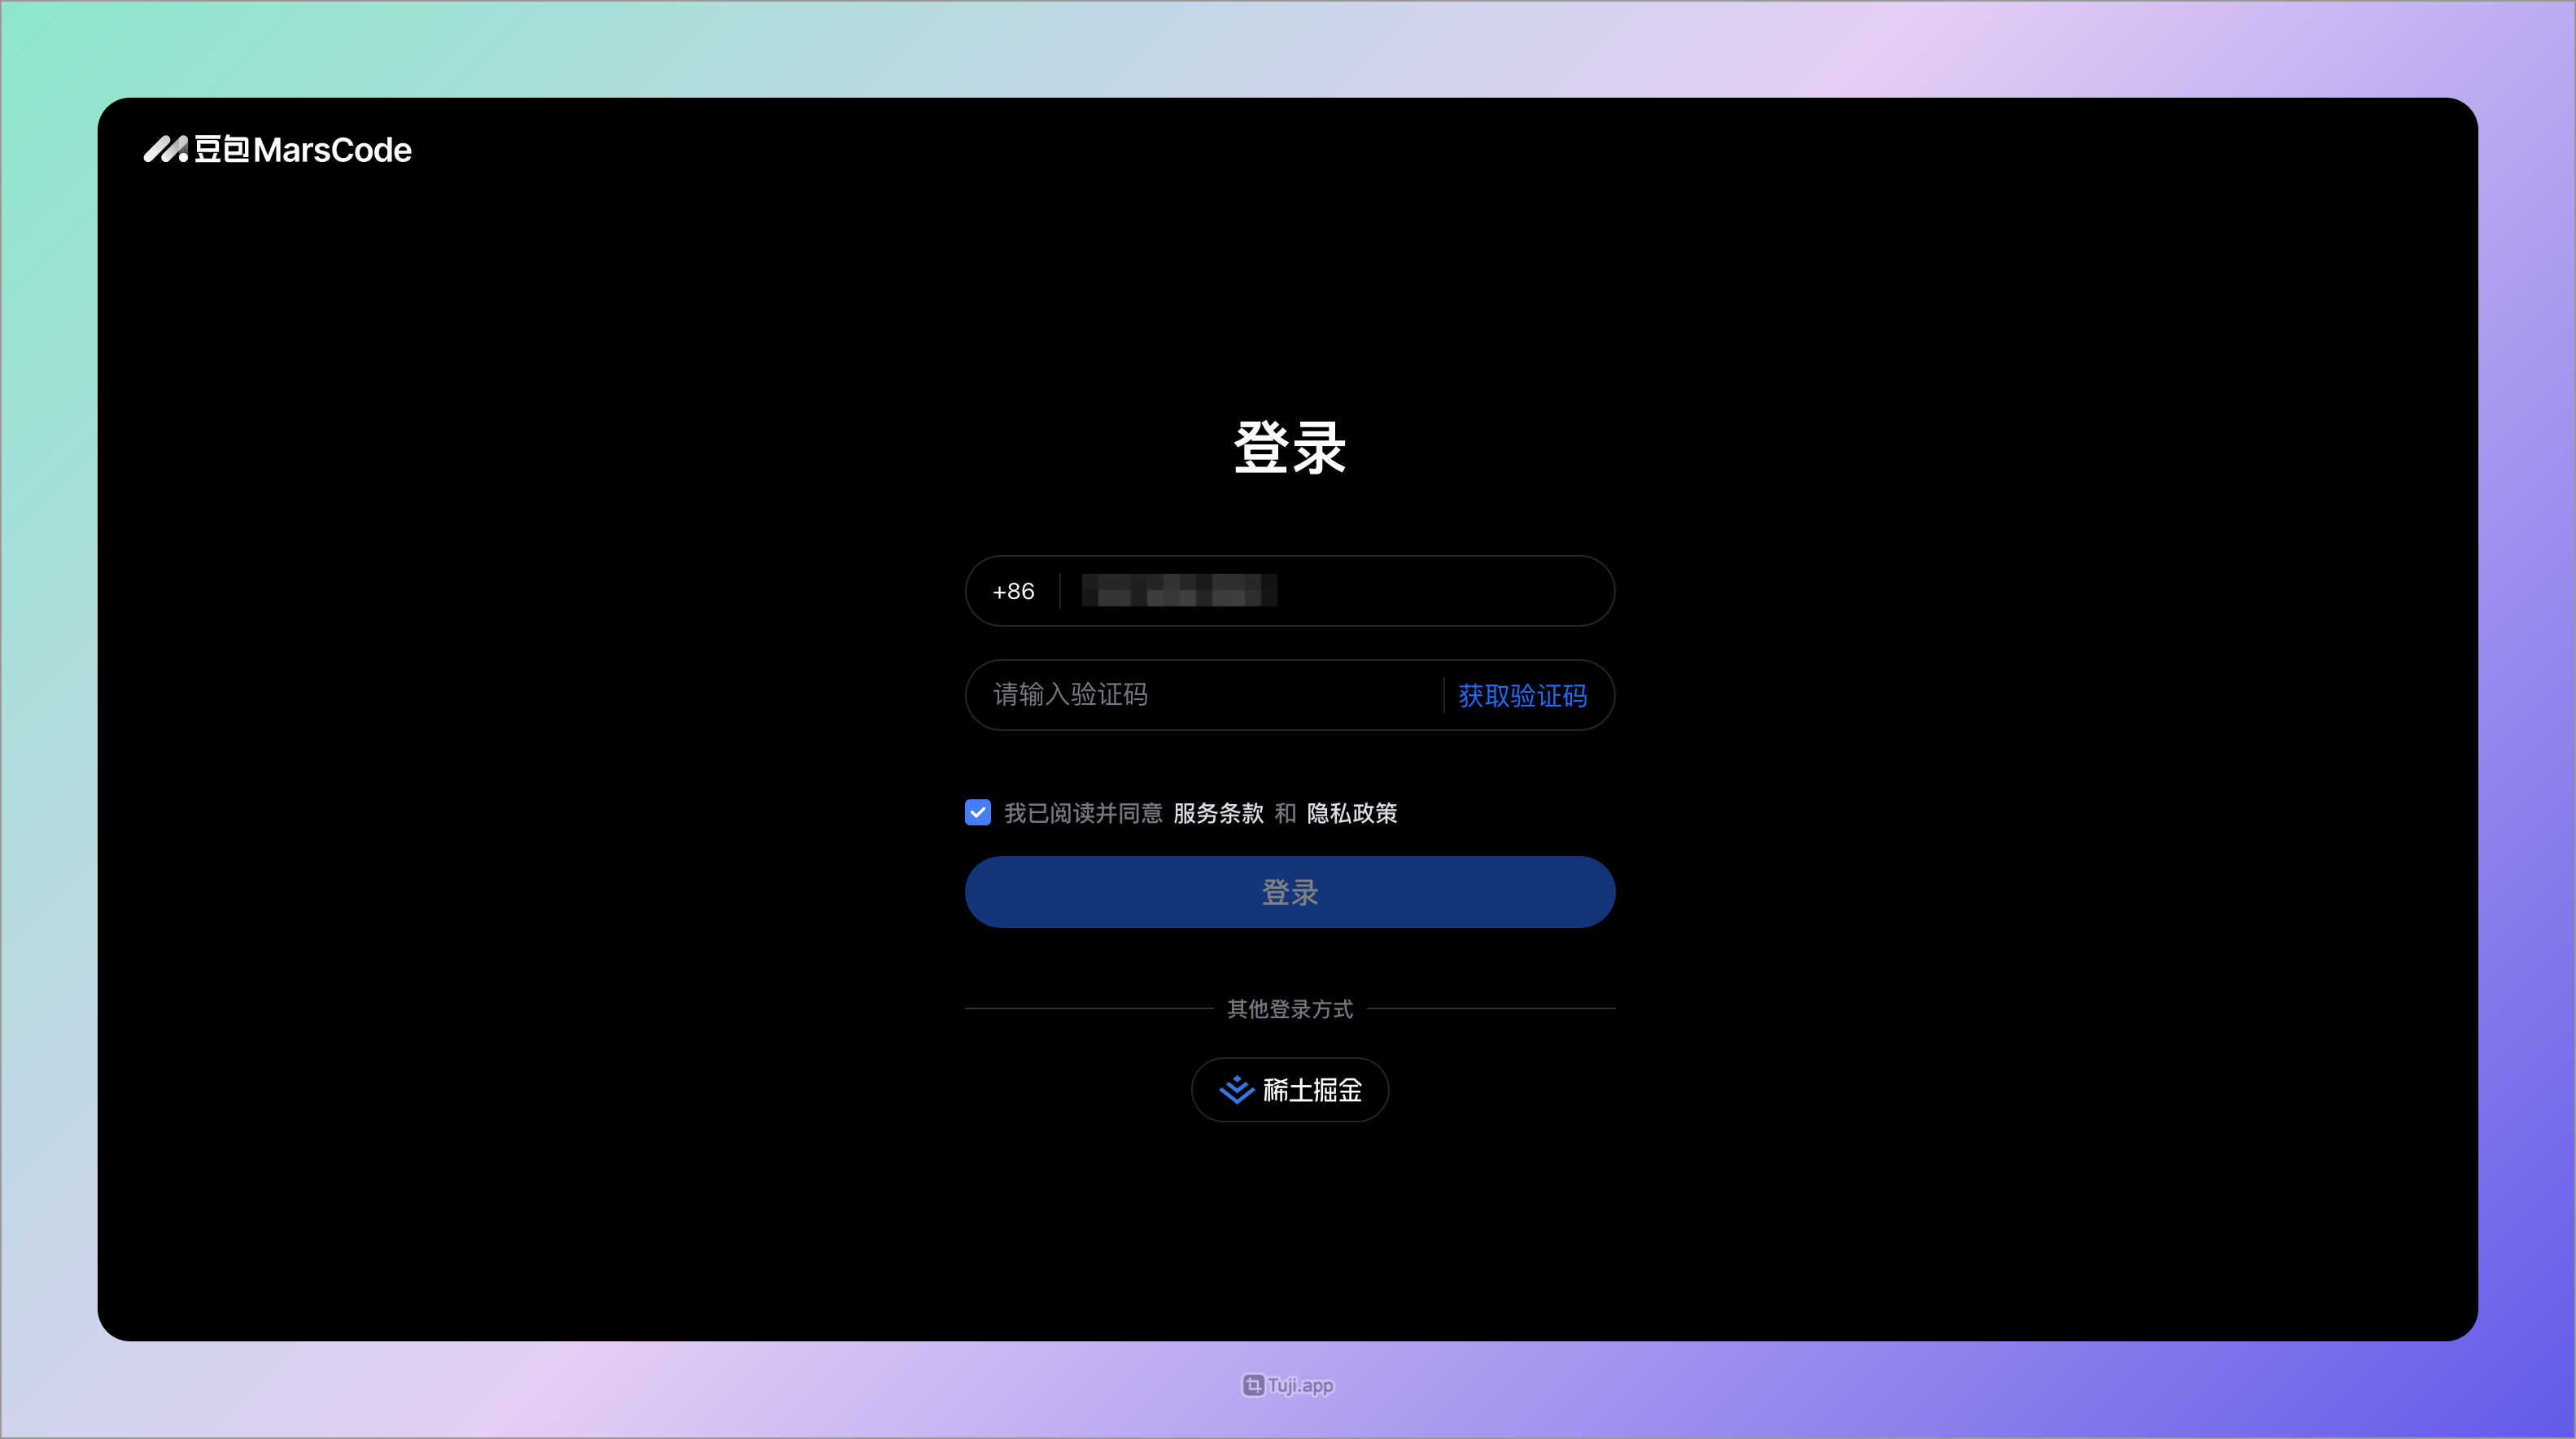 豆包MarsCode
登录
+86
请输入验证码 获取验证码
我已阅读并同意 服务条款 和 隐私政策
登录
其他登录方式
稀土掘金
Tuji.app